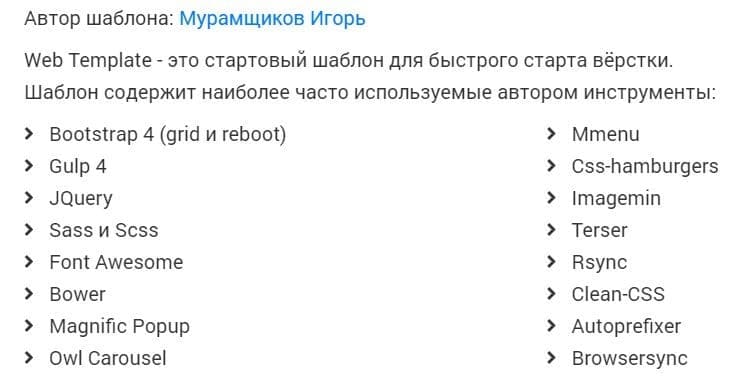 Автор шаблона: Мурамщиков Игорь
Web Template - это стартовый шаблон для быстрого старта вёрстки.
Шаблон содержит наиболее часто используемые автором инструменты:
Bootstrap 4 (grid и reboot)
Gulp 4
JQuery
Sass и Scss
Font Awesome
Bower
Magnific Popup
Owl Carousel
Mmenu
Css-hamburgers
Imagemin
Terser
Rsync
Clean-CSS
Autoprefixer
Browsersync